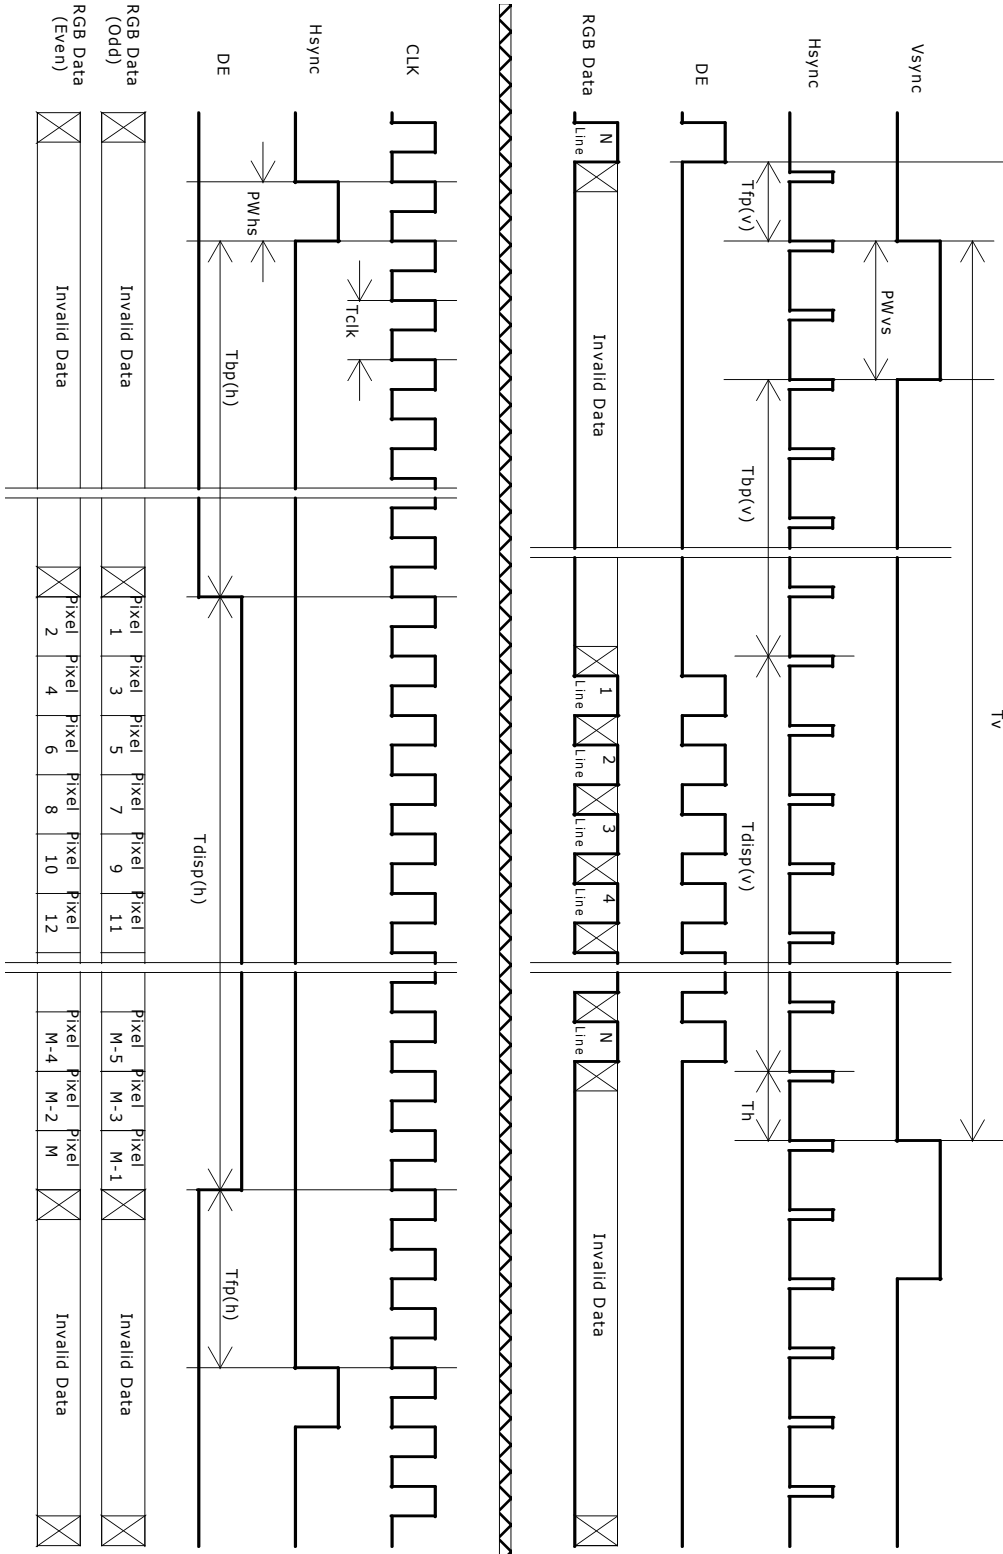 Vsync
Tv
PWvs
Hsync
Tfp(v)
Tbp(v)
Tdisp(v)
Th
DE
RGB Data
Line N
Invalid Data
Line 1
Line 2
Line 3
Line 4
Line N
Invalid Data
CLK
Tclk
Hsync
PWhs
DE
Tbp(h)
Tdisp(h)
Tfp(h)
RGB Data
(Odd)
Invalid Data
Pixel
1
Pixel
3
Pixel
5
Pixel
7
Pixel
9
Pixel
11
Pixel
M-5
Pixel
M-3
Pixel
M-1
Invalid Data
RGB Data
(Even)
Invalid Data
Pixel
2
Pixel
4
Pixel
6
Pixel
8
Pixel
10
Pixel
12
Pixel
M-4
Pixel
M-2
Pixel
M
Invalid Data